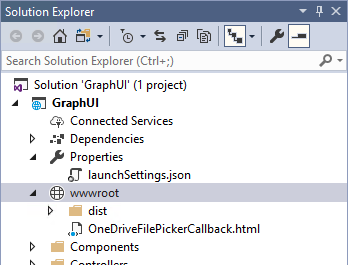 Solution Explorer
Search Solution Explorer (Ctrl+;)
Solution 'GraphUI' (1 project)
GraphUI
Connected Services
Dependencies
Properties
launchSettings.json
wwwroot
dist
OneDriveFilePickerCallback.html
Components
Controllers